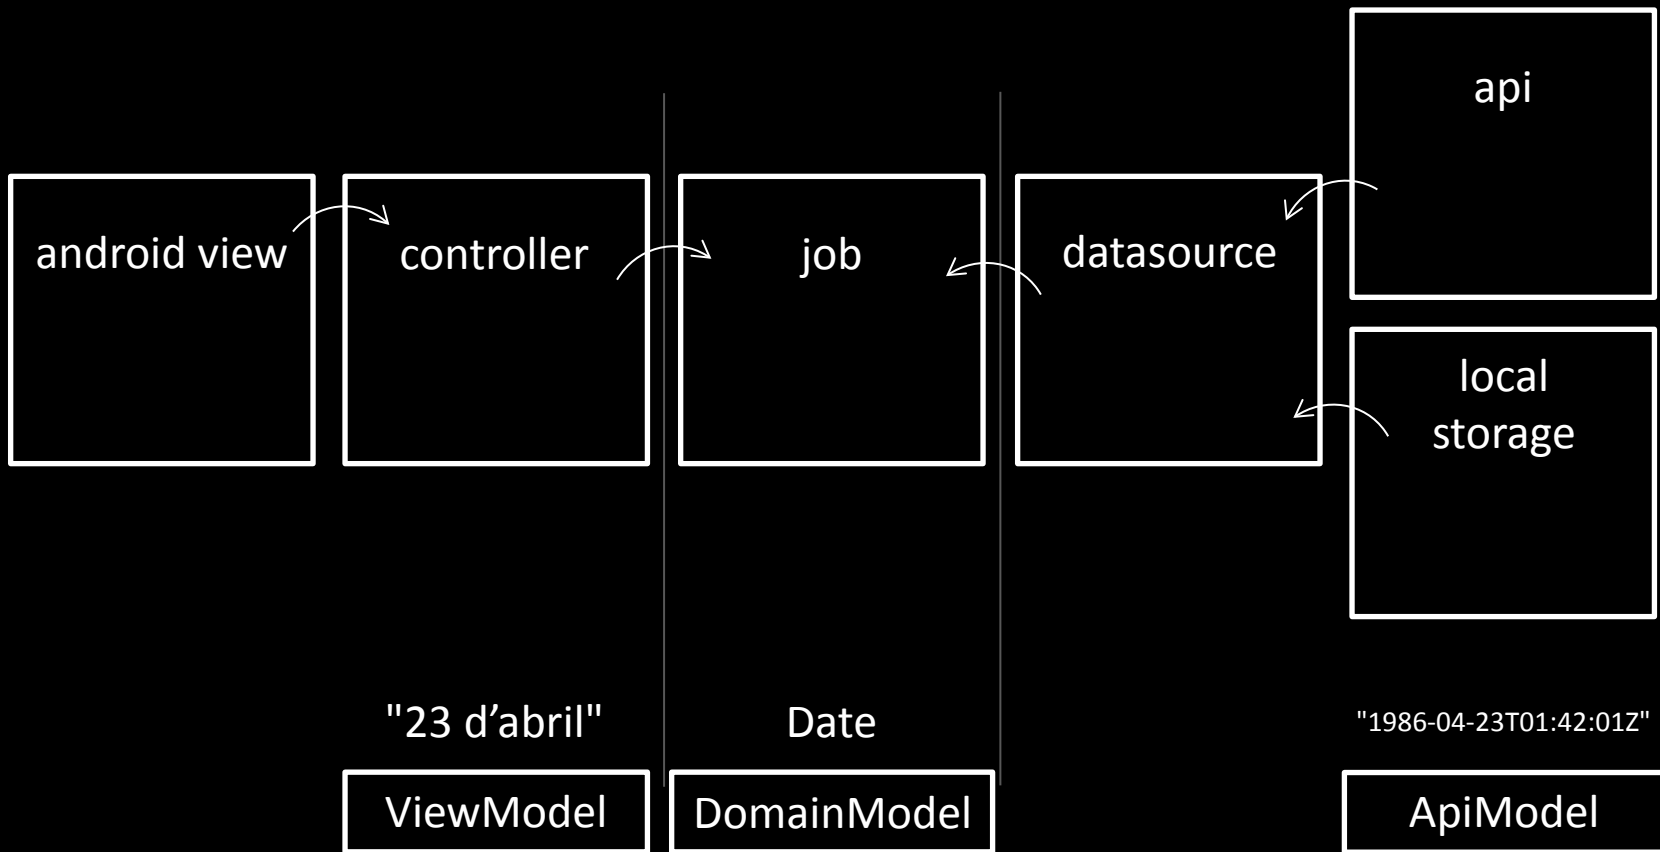 api
android view
controller
job
datasource
local
storage
"23 d’abril"
Date
"1986-04-23T01:42:01Z"
ViewModel
DomainModel
ApiModel